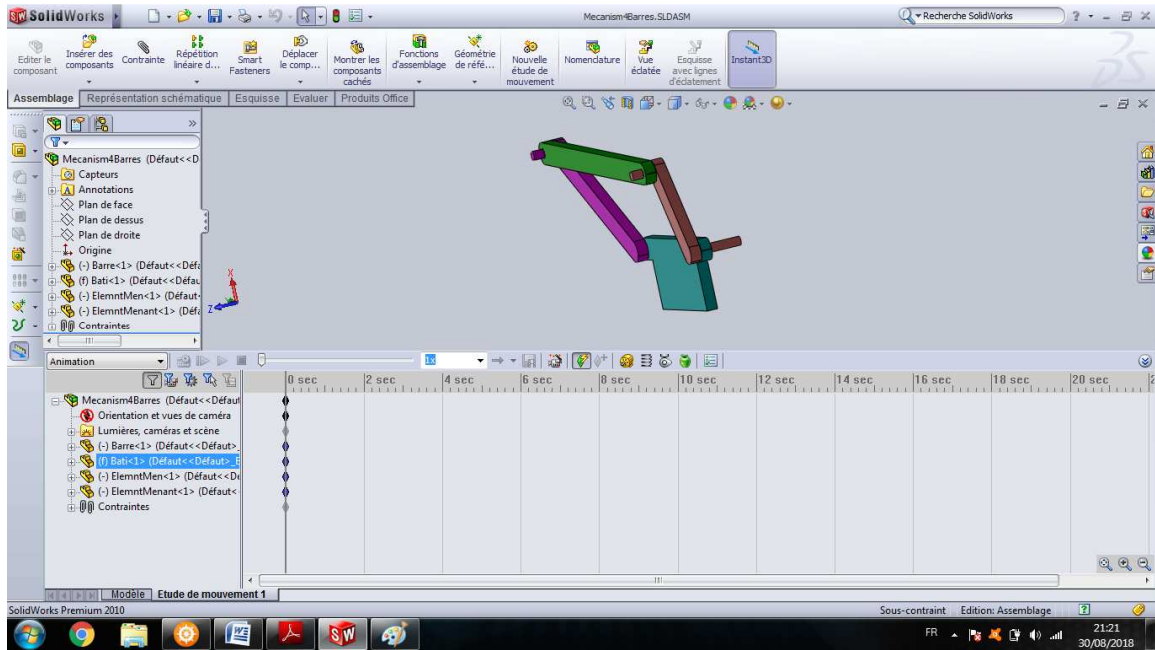 SolidWorks
Mecanism4Barres.SLDASM
Recherche SolidWorks
Editer le composant
Insérer des composants
Contrainte
Répétition linéaire d...
Smart Fasteners
Déplacer le comp...
Montrer les composants cachés
Fonctions d'assemblage
Géométrie de réfé...
Nouvelle étude de mouvement
Nomenclature
Vue éclatée
Esquisse avec lignes d'éclatement
Instant3D
Assemblage Représentation schématique Esquisse Evaluer Produits Office
Mecanism4Barres (Défaut<<D
Capteurs
Annotations
Plan de face
Plan de dessus
Plan de droite
Origine
(-) Barre<1> (Défaut<<Défa
(f) Bati<1> (Défaut<<Défau
(-) ElemntMen<1> (Défaut
(-) ElemntMenant<1> (Défa
Contraintes
X
Z
Animation
1x
0 sec 2 sec 4 sec 6 sec 8 sec 10 sec 12 sec 14 sec 16 sec 18 sec 20 sec
Mecanism4Barres (Défaut<<Défaut
Orientation et vues de caméra
Lumières, caméras et scène
(-) Barre<1> (Défaut<<Défaut>_
(f) Bati<1> (Défaut<<Défaut>_E
(-) ElemntMen<1> (Défaut<<De
(-) ElemntMenant<1> (Défaut<
Contraintes
Modèle Etude de mouvement 1
SolidWorks Premium 2010
Sous-contraint Edition: Assemblage
FR
21:21
30/08/2018